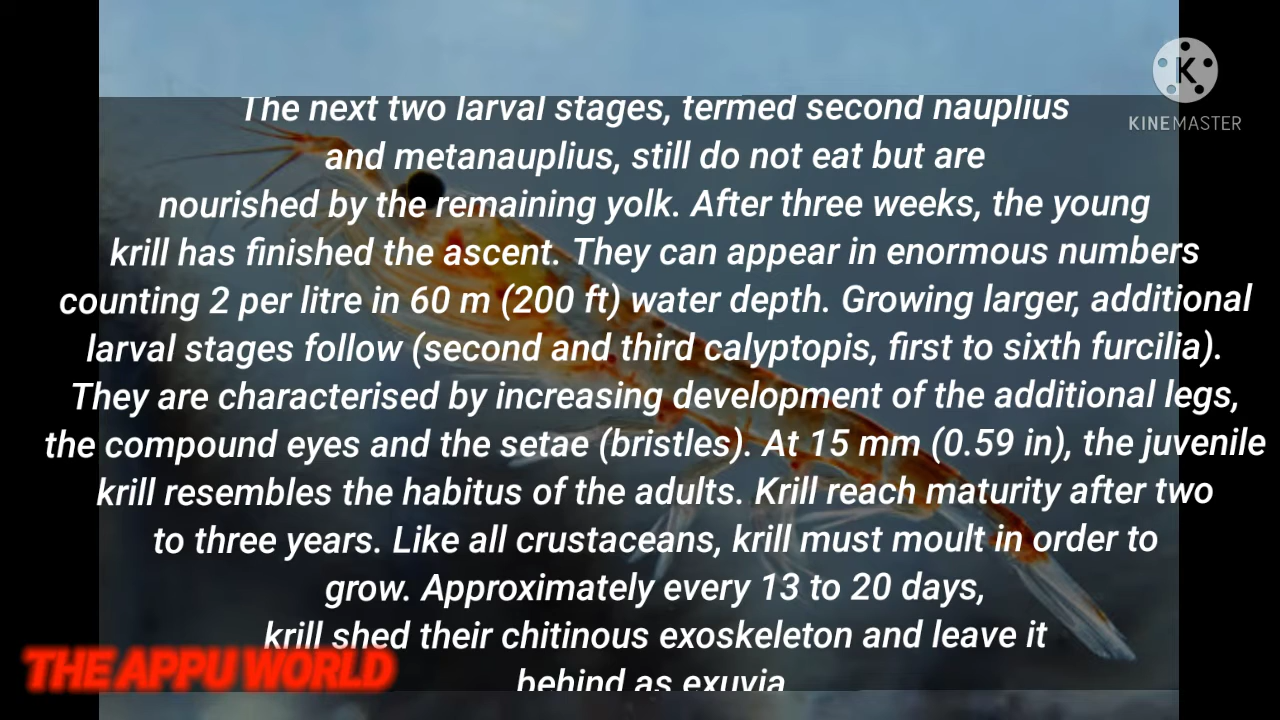 The next two larval stages, termed second nauplius
and metanauplius, still do not eat but are
nourished by the remaining yolk. After three weeks, the young
krill has finished the ascent. They can appear in enormous numbers
counting 2 per litre in 60 m (200 ft) water depth. Growing larger, additional
larval stages follow (second and third calyptopis, first to sixth furcilia).
They are characterised by increasing development of the additional legs,
the compound eyes and the setae (bristles). At 15 mm (0.59 in), the juvenile
krill resembles the habitus of the adults. Krill reach maturity after two
to three years. Like all crustaceans, krill must moult in order to
grow. Approximately every 13 to 20 days,
krill shed their chitinous exoskeleton and leave it
behind as exuvia
K
KINEMASTER
THE APPU WORLD